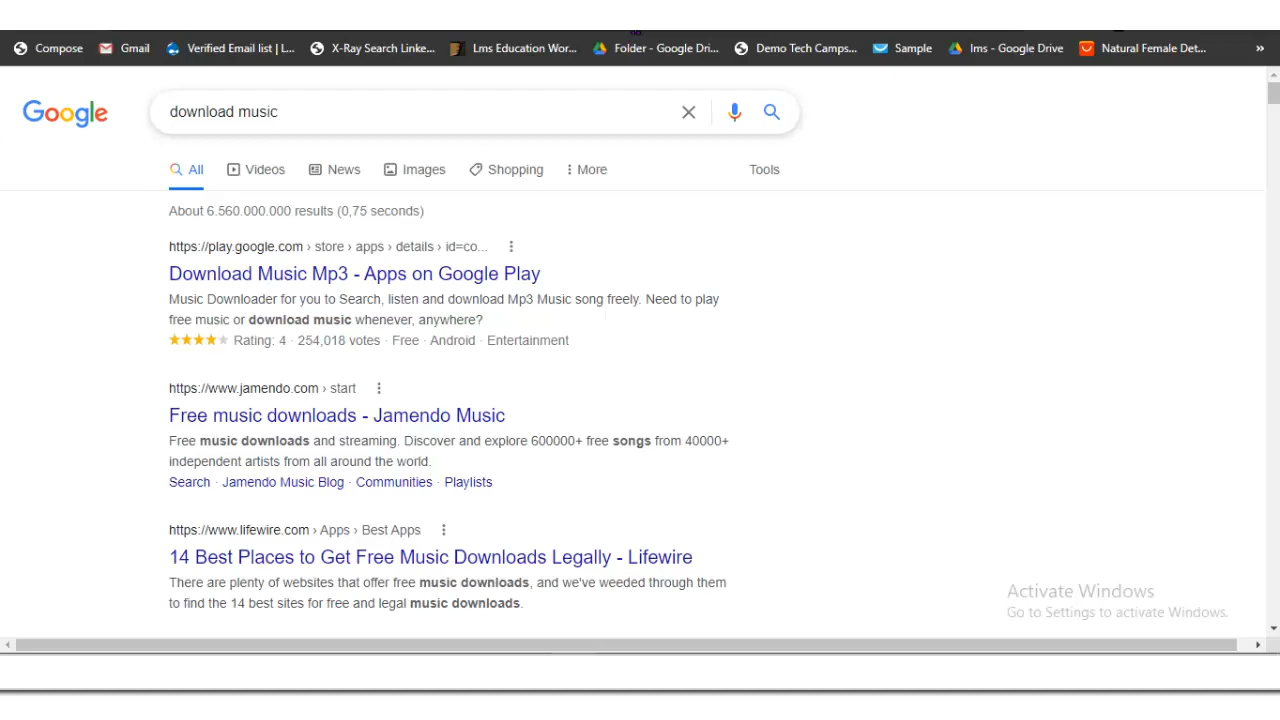 Compose Gmail Verified Email list | L... X-Ray Search Linke... Lms Education Wor... Folder - Google Dri... Demo Tech Camps... Sample lms - Google Drive Natural Female Det... »
Google download music
All Videos News Images Shopping More Tools
About 6.560.000.000 results (0,75 seconds)
https://play.google.com › store › apps › details › id=co...
Download Music Mp3 - Apps on Google Play
Music Downloader for you to Search, listen and download Mp3 Music song freely. Need to play
free music or download music whenever, anywhere?
Rating: 4 · 254,018 votes · Free · Android · Entertainment
https://www.jamendo.com › start
Free music downloads - Jamendo Music
Free music downloads and streaming. Discover and explore 600000+ free songs from 40000+
independent artists from all around the world.
Search · Jamendo Music Blog · Communities · Playlists
https://www.lifewire.com › Apps › Best Apps
14 Best Places to Get Free Music Downloads Legally - Lifewire
There are plenty of websites that offer free music downloads, and we've weeded through them
to find the 14 best sites for free and legal music downloads.
Activate Windows
Go to Settings to activate Windows.